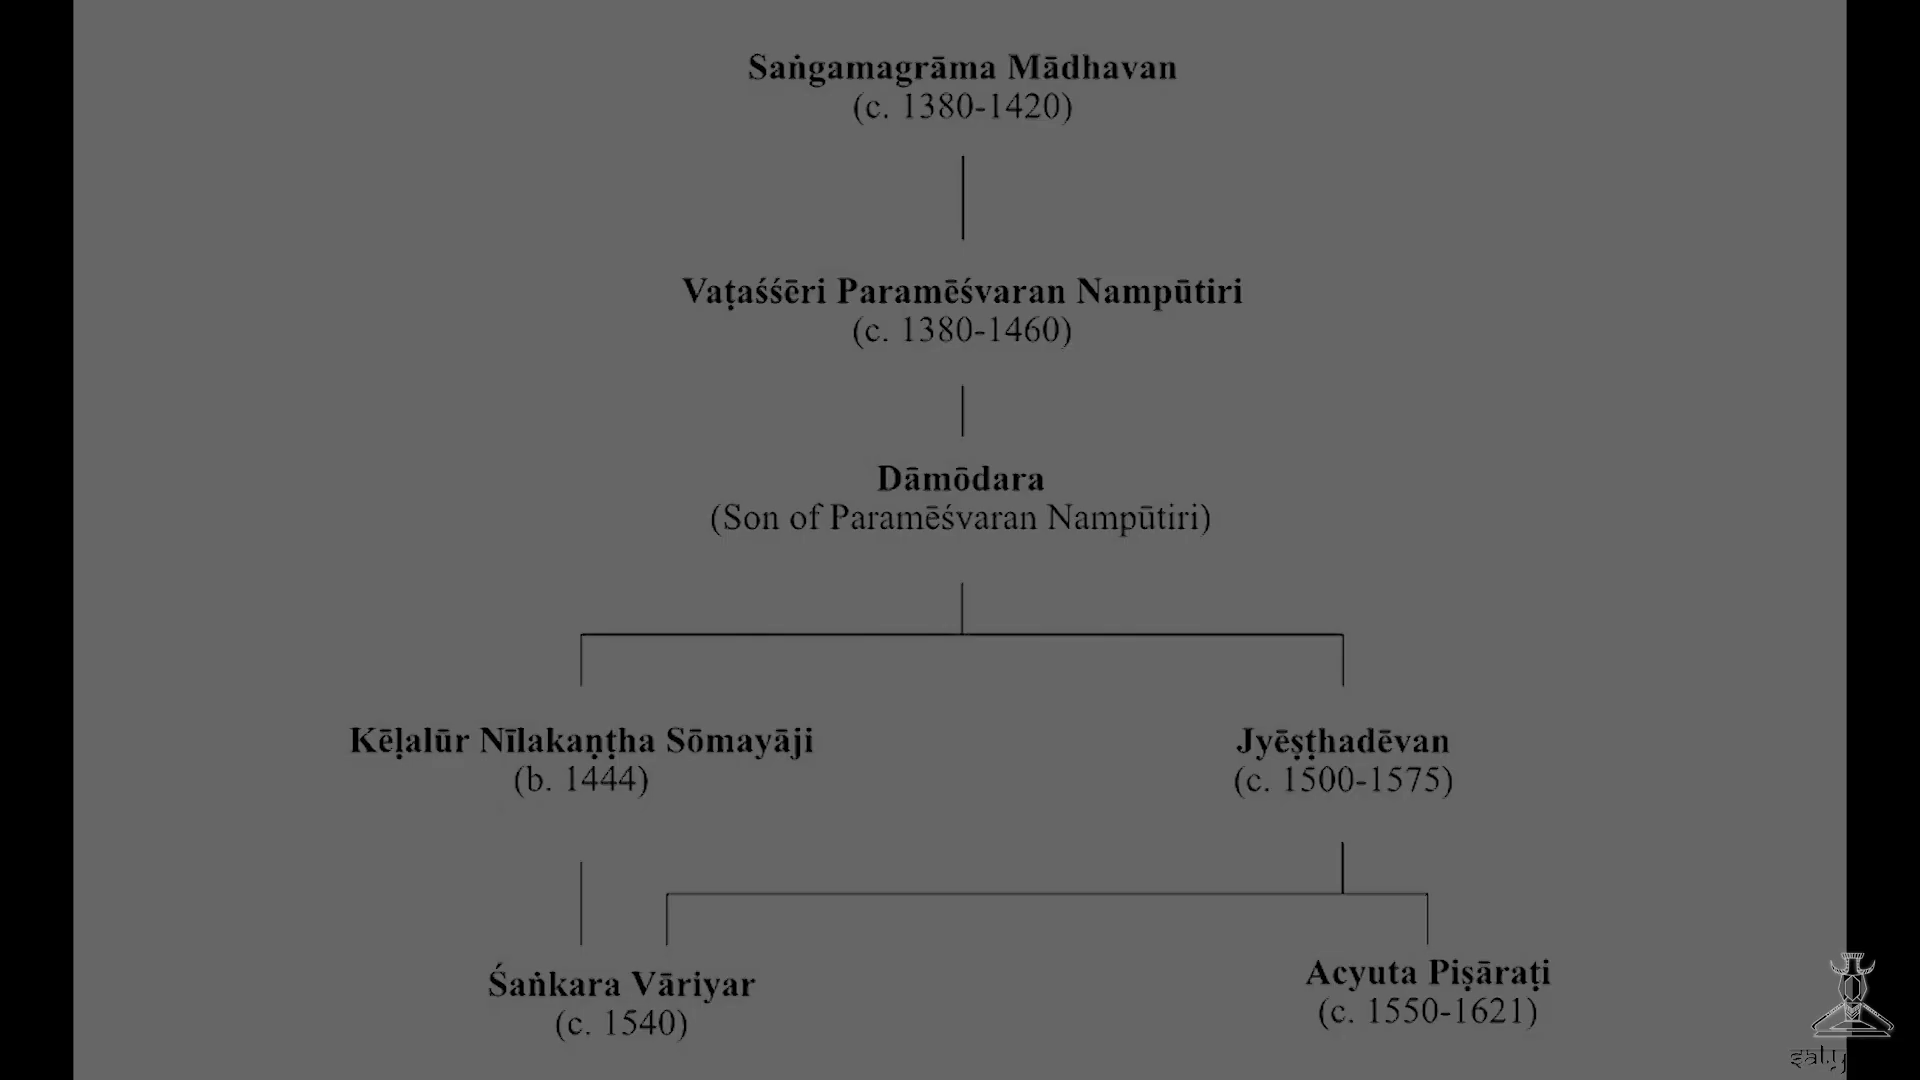 Saṅgamagrāma Mādhavan
(c. 1380-1420)
Vaṭaśśēri Paramēśvaran Nampūtiri
(c. 1380-1460)
Dāmōdara
(Son of Paramēśvaran Nampūtiri)
Kēḷalūr Nīlakaṇṭha Sōmayāji
(b. 1444)
Jyēṣṭhadēvan
(c. 1500-1575)
Śaṅkara Vāriyar
(c. 1540)
Acyuta Piṣāraṭi
(c. 1550-1621)